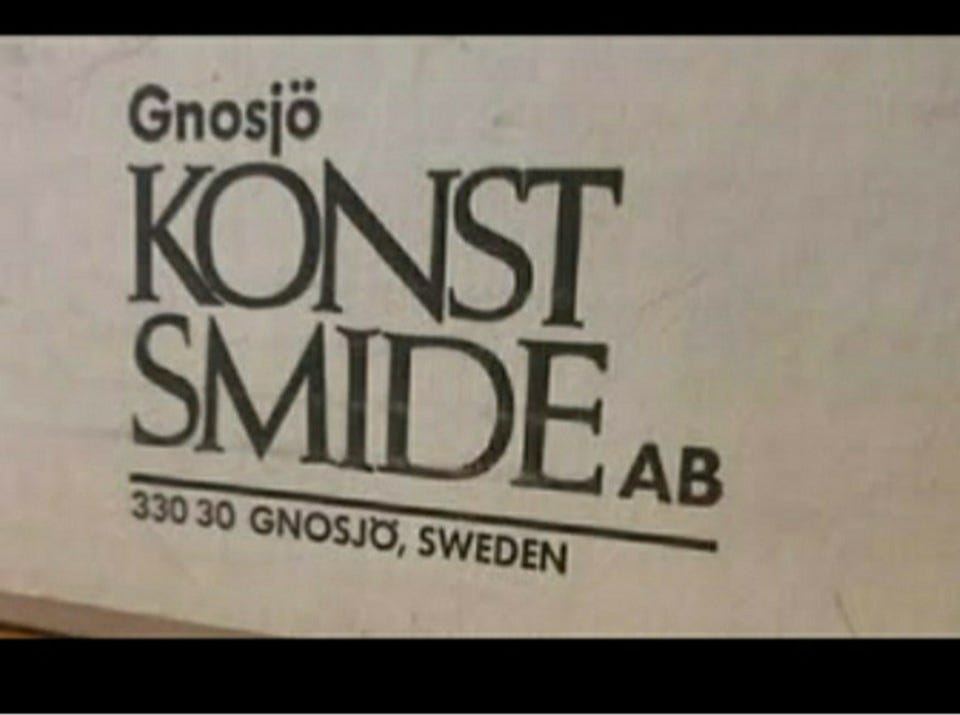 Gnosjö
KONST
SMIDE AB
330 30 GNOSJÖ, SWEDEN